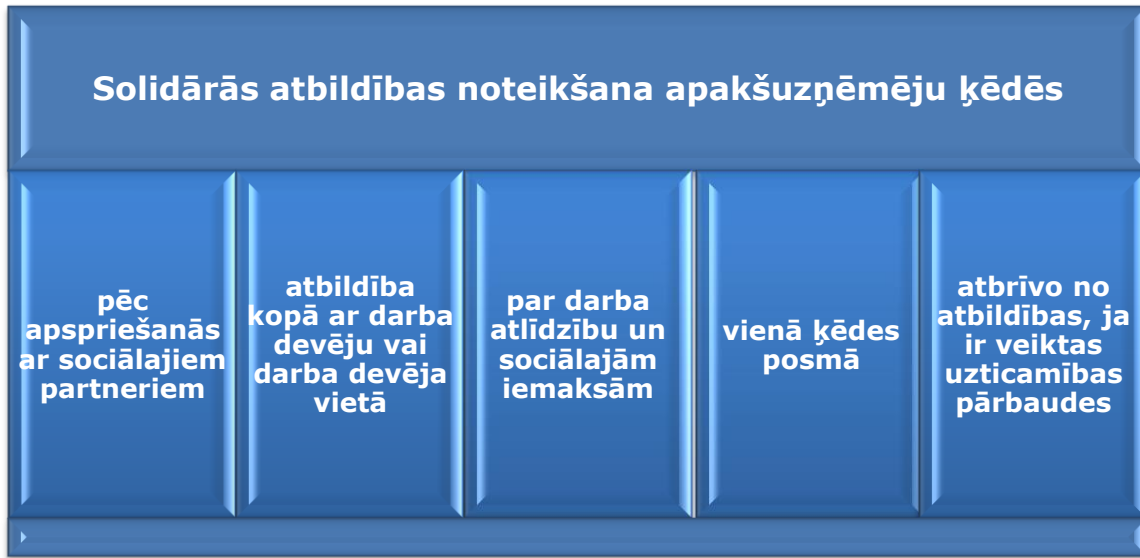 Solidārās atbildības noteikšana apakšuzņēmēju ķēdēs
pēc
apspriešanās
ar sociālajiem
partneriem
atbildība
kopā ar darba
devēju vai
darba devēja
vietā
par darba
atlīdzību un
sociālajām
iemaksām
vienā ķēdes
posmā
atbrīvo no
atbildības, ja
ir veiktas
uzticamības
pārbaudes